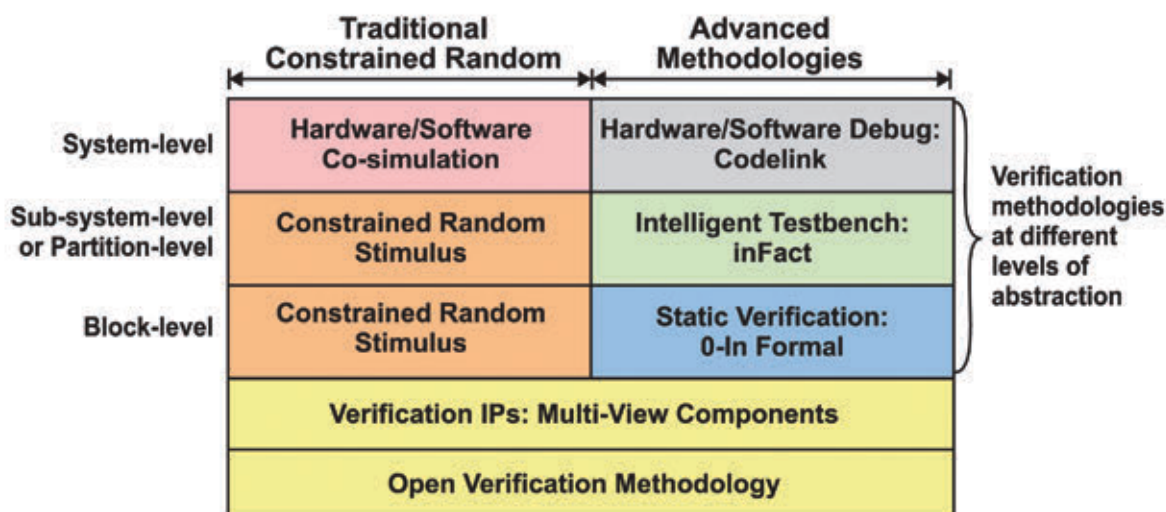 Traditional
Constrained Random
Advanced
Methodologies
System-level
Hardware/Software
Co-simulation
Hardware/Software Debug:
Codelink
Sub-system-level
or Partition-level
Constrained Random
Stimulus
Intelligent Testbench:
inFact
Block-level
Constrained Random
Stimulus
Static Verification:
0-In Formal
Verification
methodologies
at different
levels of
abstraction
Verification IPs: Multi-View Components
Open Verification Methodology